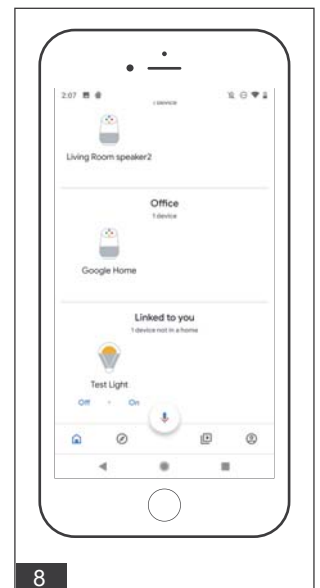 2:07
1 device
Living Room speaker2
Office
1 device
Google Home
Linked to you
1 device not in a home
Test Light
Off - On
8